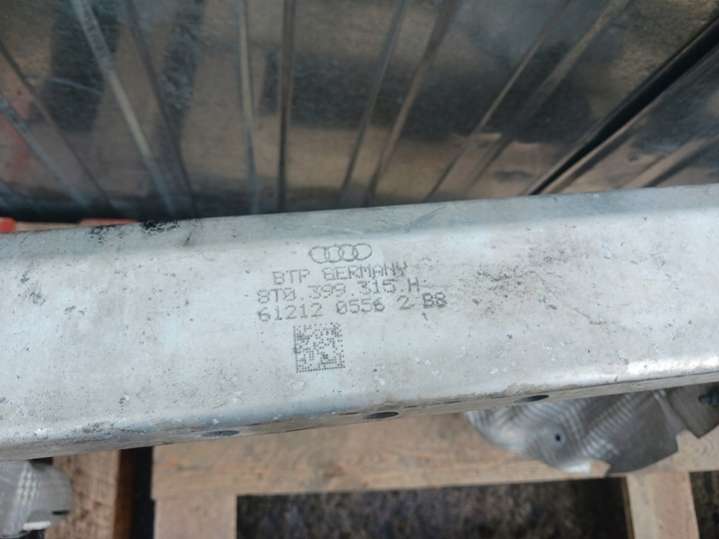 BTP GERMANY
8T0.399 315 H
61212 0556 2 B8